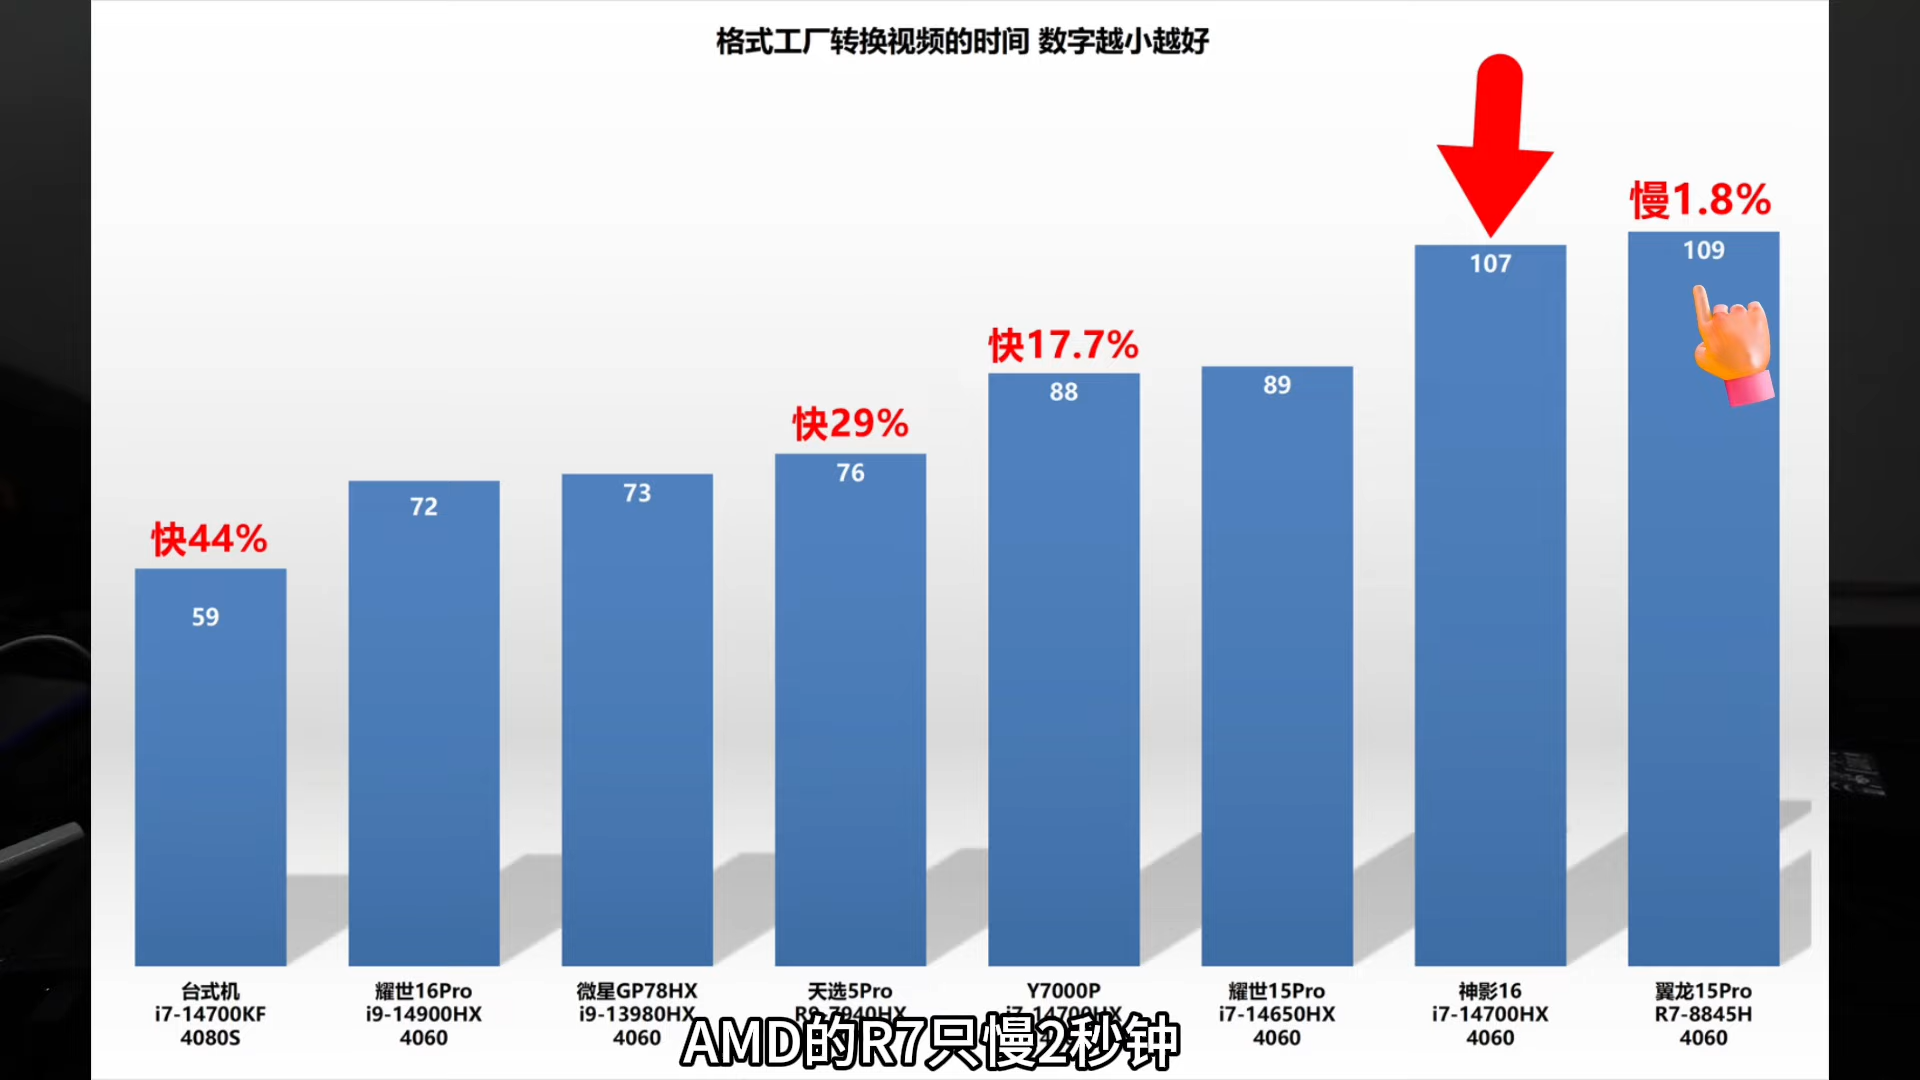 格式工厂转换视频的时间 数字越小越好
慢1.8%
109
107
快17.7%
88
89
快29%
76
72
73
快44%
59
台式机
i7-14700KF
4080S
耀世16Pro
i9-14900HX
4060
微星GP78HX
i9-13980HX
4060
天选5Pro
R9-7940HX
Y7000P
i7-14700HX
耀世15Pro
i7-14650HX
4060
神影16
i7-14700HX
4060
翼龙15Pro
R7-8845H
4060
AMD的R7只慢2秒钟